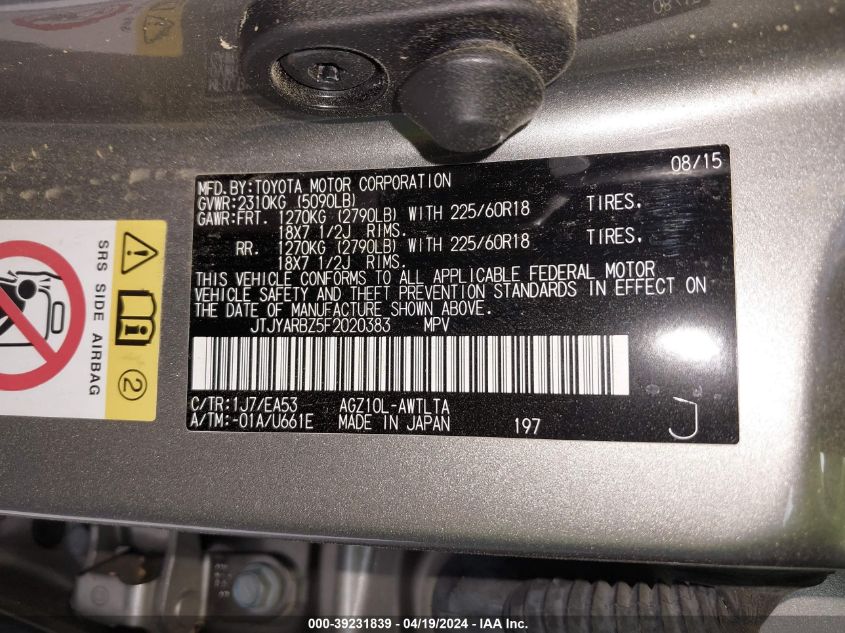 08/15
MFD.BY:TOYOTA MOTOR CORPORATION
GVWR:2310KG (5090LB)
GAWR:FRT. 1270KG (2790LB) WITH 225/60R18 TIRES.
18X7 1/2J RIMS.
RR. 1270KG (2790LB) WITH 225/60R18 TIRES.
18X7 1/2J RIMS.
THIS VEHICLE CONFORMS TO ALL APPLICABLE FEDERAL MOTOR
VEHICLE SAFETY AND THEFT PREVENTION STANDARDS IN EFFECT ON
THE DATE OF MANUFACTURE SHOWN ABOVE.
JTJYARBZ5F2020383 MPV
C/TR:1J7/EA53 AGZ10L-AWTLTA
A/TM:-01A/U661E MADE IN JAPAN 197
J
SRS SIDE AIRBAG
2
000-39231839 - 04/19/2024 - IAA Inc.